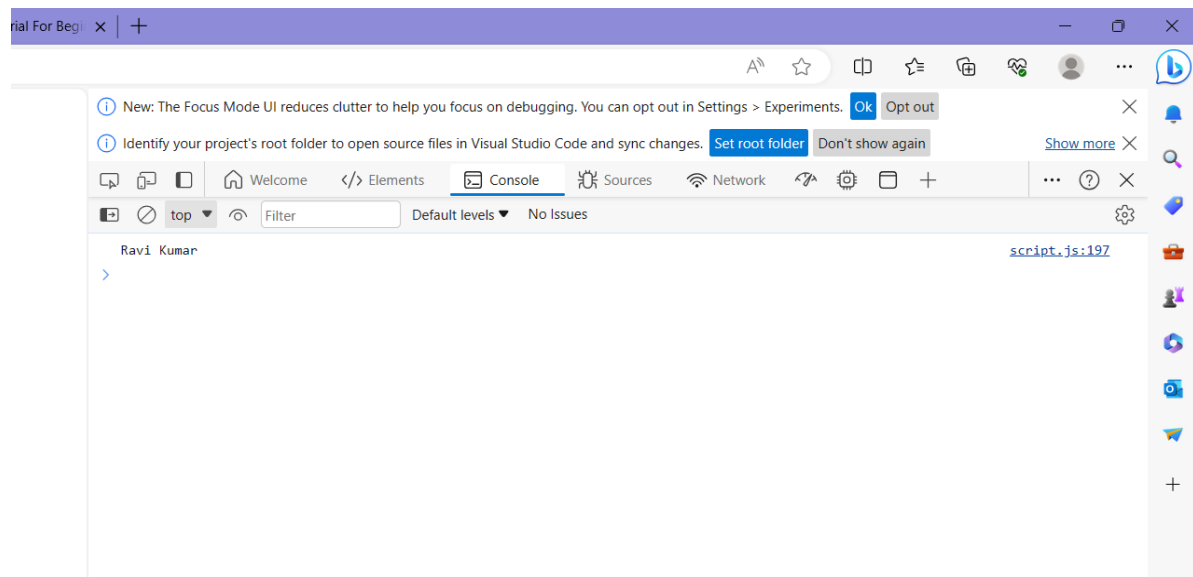 rial For Begi
New: The Focus Mode UI reduces clutter to help you focus on debugging. You can opt out in Settings > Experiments. Ok Opt out
Identify your project's root folder to open source files in Visual Studio Code and sync changes. Set root folder Don't show again Show more
Welcome </> Elements Console Sources Network
top Filter Default levels No Issues
Ravi Kumar script.js:197
>